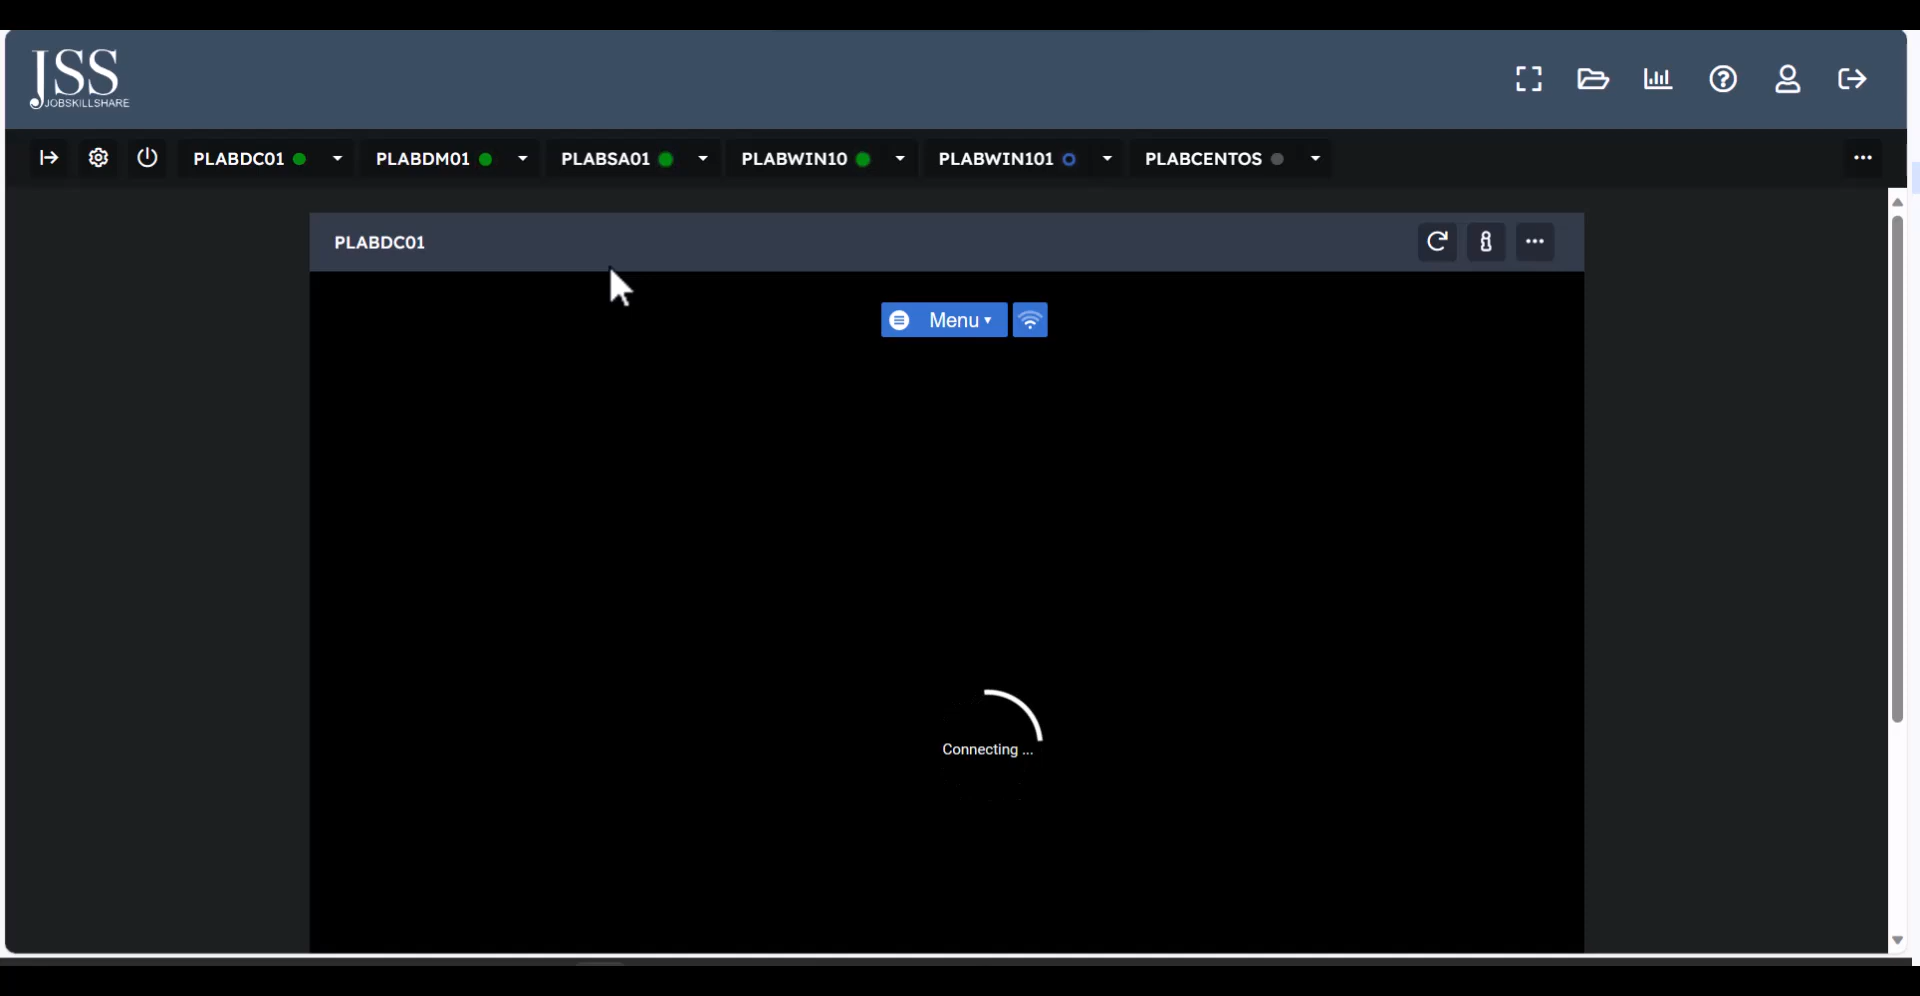 JSS
JOBSKILLSHARE
PLABDC01 PLABDM01 PLABSA01 PLABWIN10 PLABWIN101 PLABCENTOS
PLABDC01
Menu
Connecting ...